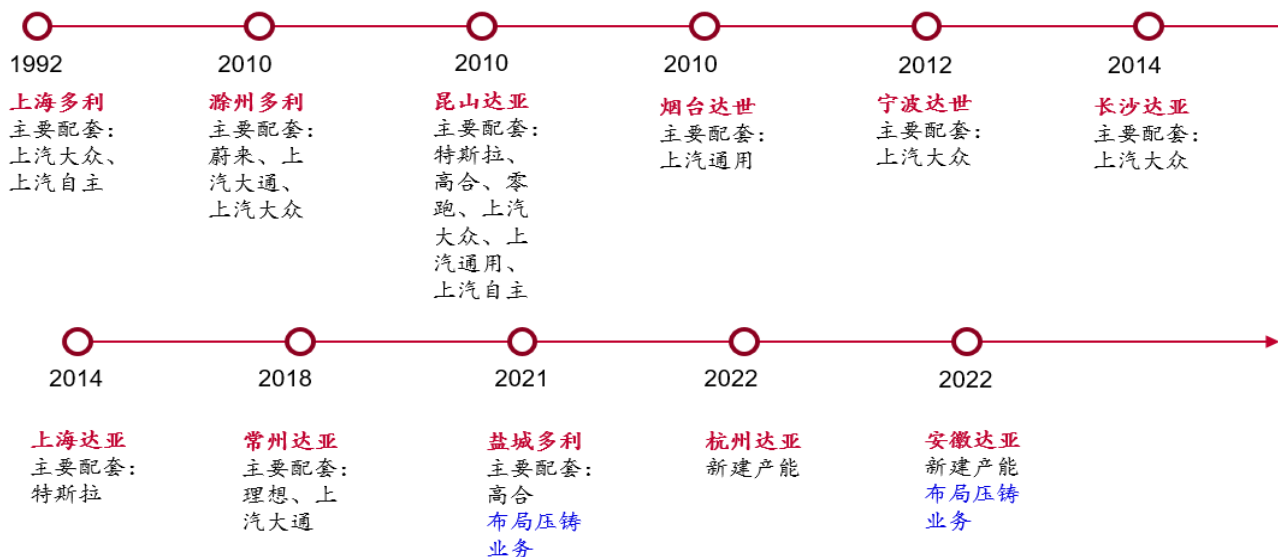 1992
上海多利
主要配套：
上汽大众、
上汽自主
2010
滁州多利
主要配套：
蔚来、上
汽大通、
上汽大众
2010
昆山达亚
主要配套：
特斯拉、
高合、零
跑、上汽
大众、上
汽通用、
上汽自主
2010
烟台达世
主要配套：
上汽通用
2012
宁波达世
主要配套：
上汽大众
2014
长沙达亚
主要配套：
上汽大众
2014
上海达亚
主要配套：
特斯拉
2018
常州达亚
主要配套：
理想、上
汽大通
2021
盐城多利
主要配套：
高合
布局压铸
业务
2022
杭州达亚
新建产能
2022
安徽达亚
新建产能
布局压铸
业务